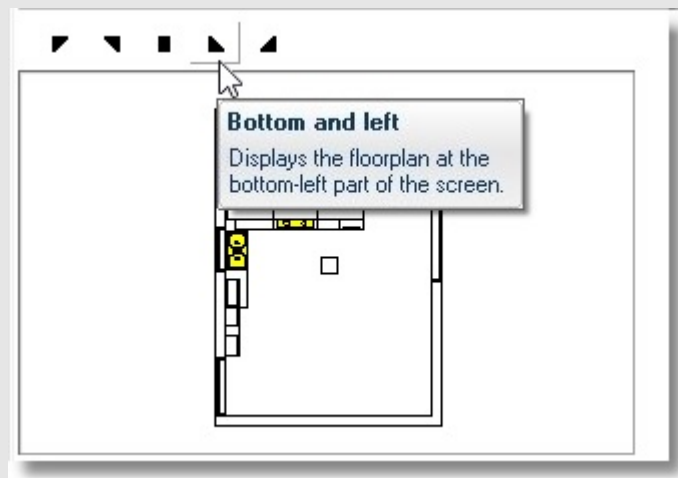 Bottom and left
Displays the floorplan at the
bottom-left part of the screen.